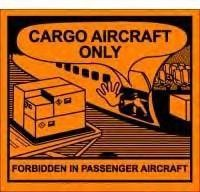 CARGO AIRCRAFT
ONLY
FORBIDDEN IN PASSENGER AIRCRAFT